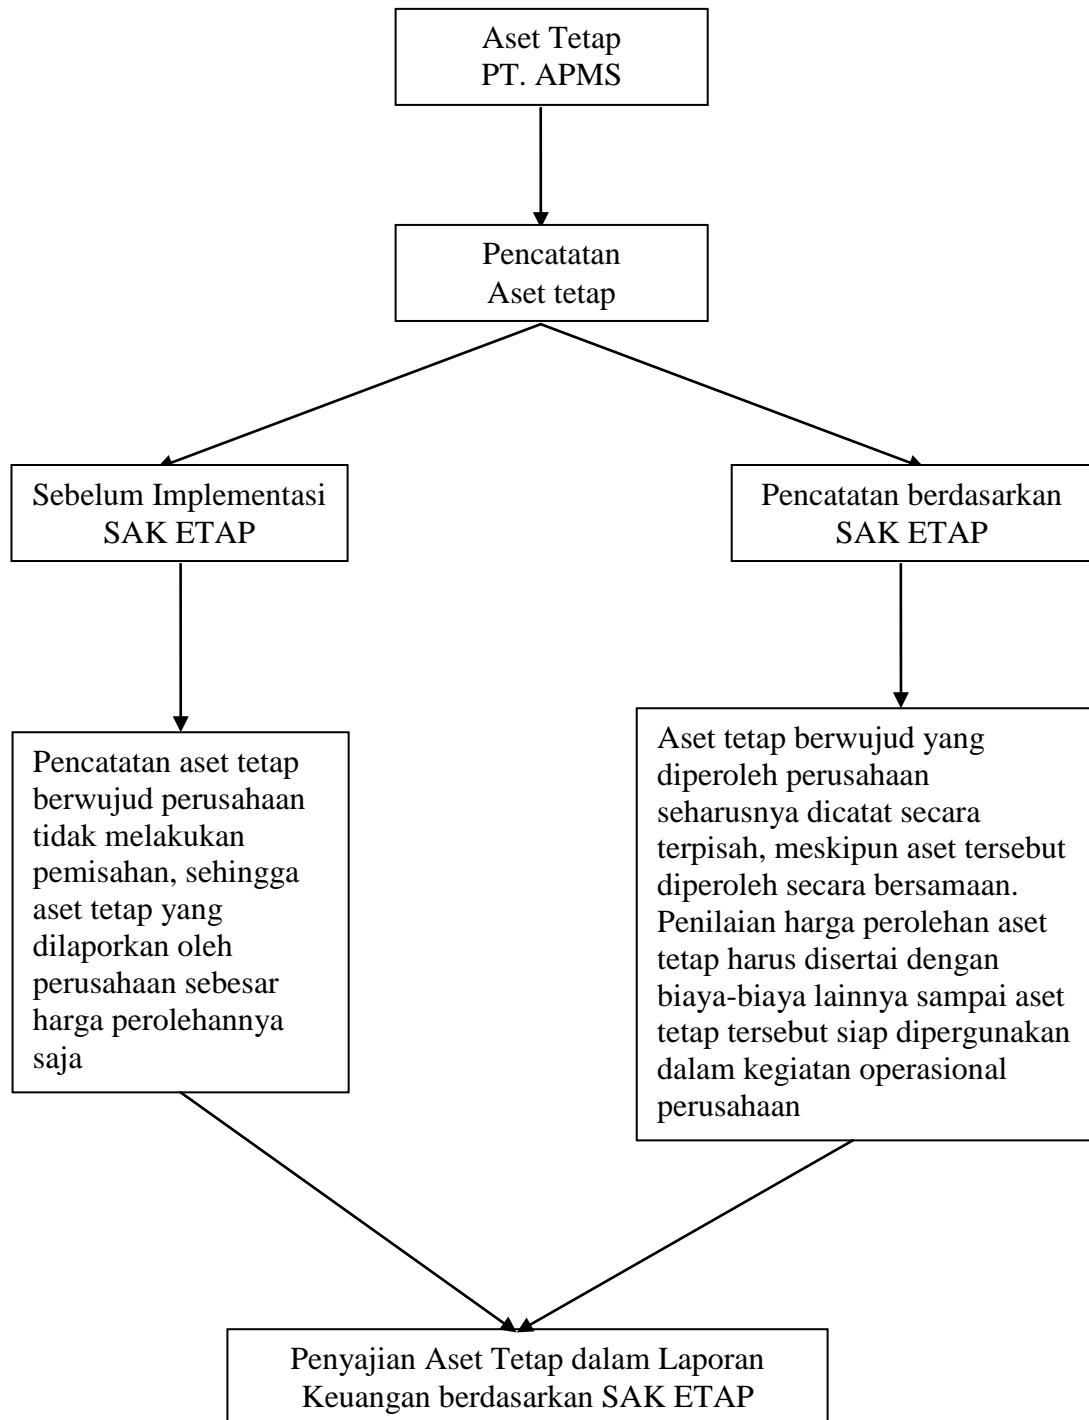 Aset Tetap
PT. APMS
Pencatatan
Aset tetap
Sebelum Implementasi
SAK ETAP
Pencatatan berdasarkan
SAK ETAP
Pencatatan aset tetap
berwujud perusahaan
tidak melakukan
pemisahan, sehingga
aset tetap yang
dilaporkan oleh
perusahaan sebesar
harga perolehannya
saja
Aset tetap berwujud yang
diperoleh perusahaan
seharusnya dicatat secara
terpisah, meskipun aset tersebut
diperoleh secara bersamaan.
Penilaian harga perolehan aset
tetap harus disertai dengan
biaya-biaya lainnya sampai aset
tetap tersebut siap dipergunakan
dalam kegiatan operasional
perusahaan
Penyajian Aset Tetap dalam Laporan
Keuangan berdasarkan SAK ETAP